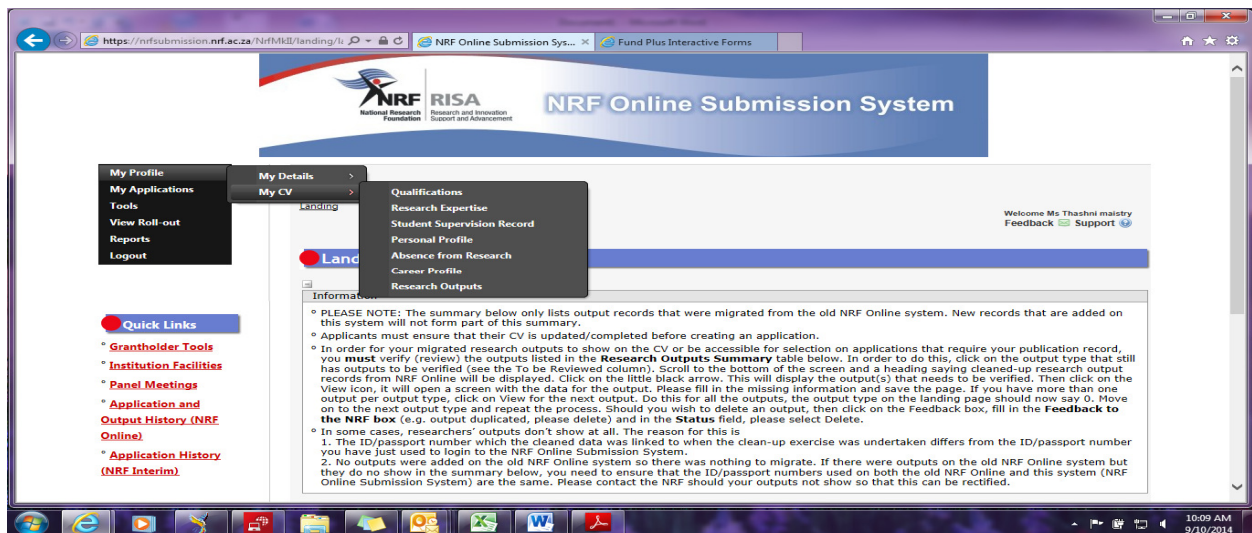 https://nrfsubmission.nrf.ac.za/NrfMkII/landing/l
NRF Online Submission Sys...
Fund Plus Interactive Forms
NRF
National Research
Foundation
RISA
Research and Innovation
Support and Advancement
NRF Online Submission System
My Profile
My Applications
Tools
View Roll-out
Reports
Logout
My Details >
My CV >
Qualifications
Research Expertise
Student Supervision Record
Personal Profile
Absence from Research
Career Profile
Research Outputs
Landing
Welcome Ms Thashni maistry
Feedback Support
Land
Informat
Quick Links
° Grantholder Tools
° Institution Facilities
° Panel Meetings
° Application and
Output History (NRF
Online)
° Application History
(NRF Interim)
° PLEASE NOTE: The summary below only lists output records that were migrated from the old NRF Online system. New records that are added on
this system will not form part of this summary.
° Applicants must ensure that their CV is updated/completed before creating an application.
° In order for your migrated research outputs to show on the CV or be accessible for selection on applications that require your publication record,
you must verify (review) the outputs listed in the Research Outputs Summary table below. In order to do this, click on the output type that still
has outputs to be verified (see the To be Reviewed column). Scroll to the bottom of the screen and a heading saying cleaned-up research output
records from NRF Online will be displayed. Click on the little black arrow. This will display the output(s) that needs to be verified. Then click on the
View icon, it will open a screen with the data for the output. Please fill in the missing information and save the page. If you have more than one
output per output type, click on View for the next output. Do this for all the outputs, the output type on the landing page should now say 0. Move
on to the next output type and repeat the process. Should you wish to delete an output, then click on the Feedback box, fill in the Feedback to
the NRF box (e.g. output duplicated, please delete) and in the Status field, please select Delete.
° In some cases, researchers' outputs don't show at all. The reason for this is
1. The ID/passport number which the cleaned data was linked to when the clean-up exercise was undertaken differs from the ID/passport number
you have just used to login to the NRF Online Submission System.
2. No outputs were added on the old NRF Online system so there was nothing to migrate. If there were outputs on the old NRF Online system but
they do no show in the summary below, you need to ensure that the ID/passport numbers used on both the old NRF Online and this system (NRF
Online Submission System) are the same. Please contact the NRF should your outputs not show so that this can be rectified.
10:09 AM
9/10/2014